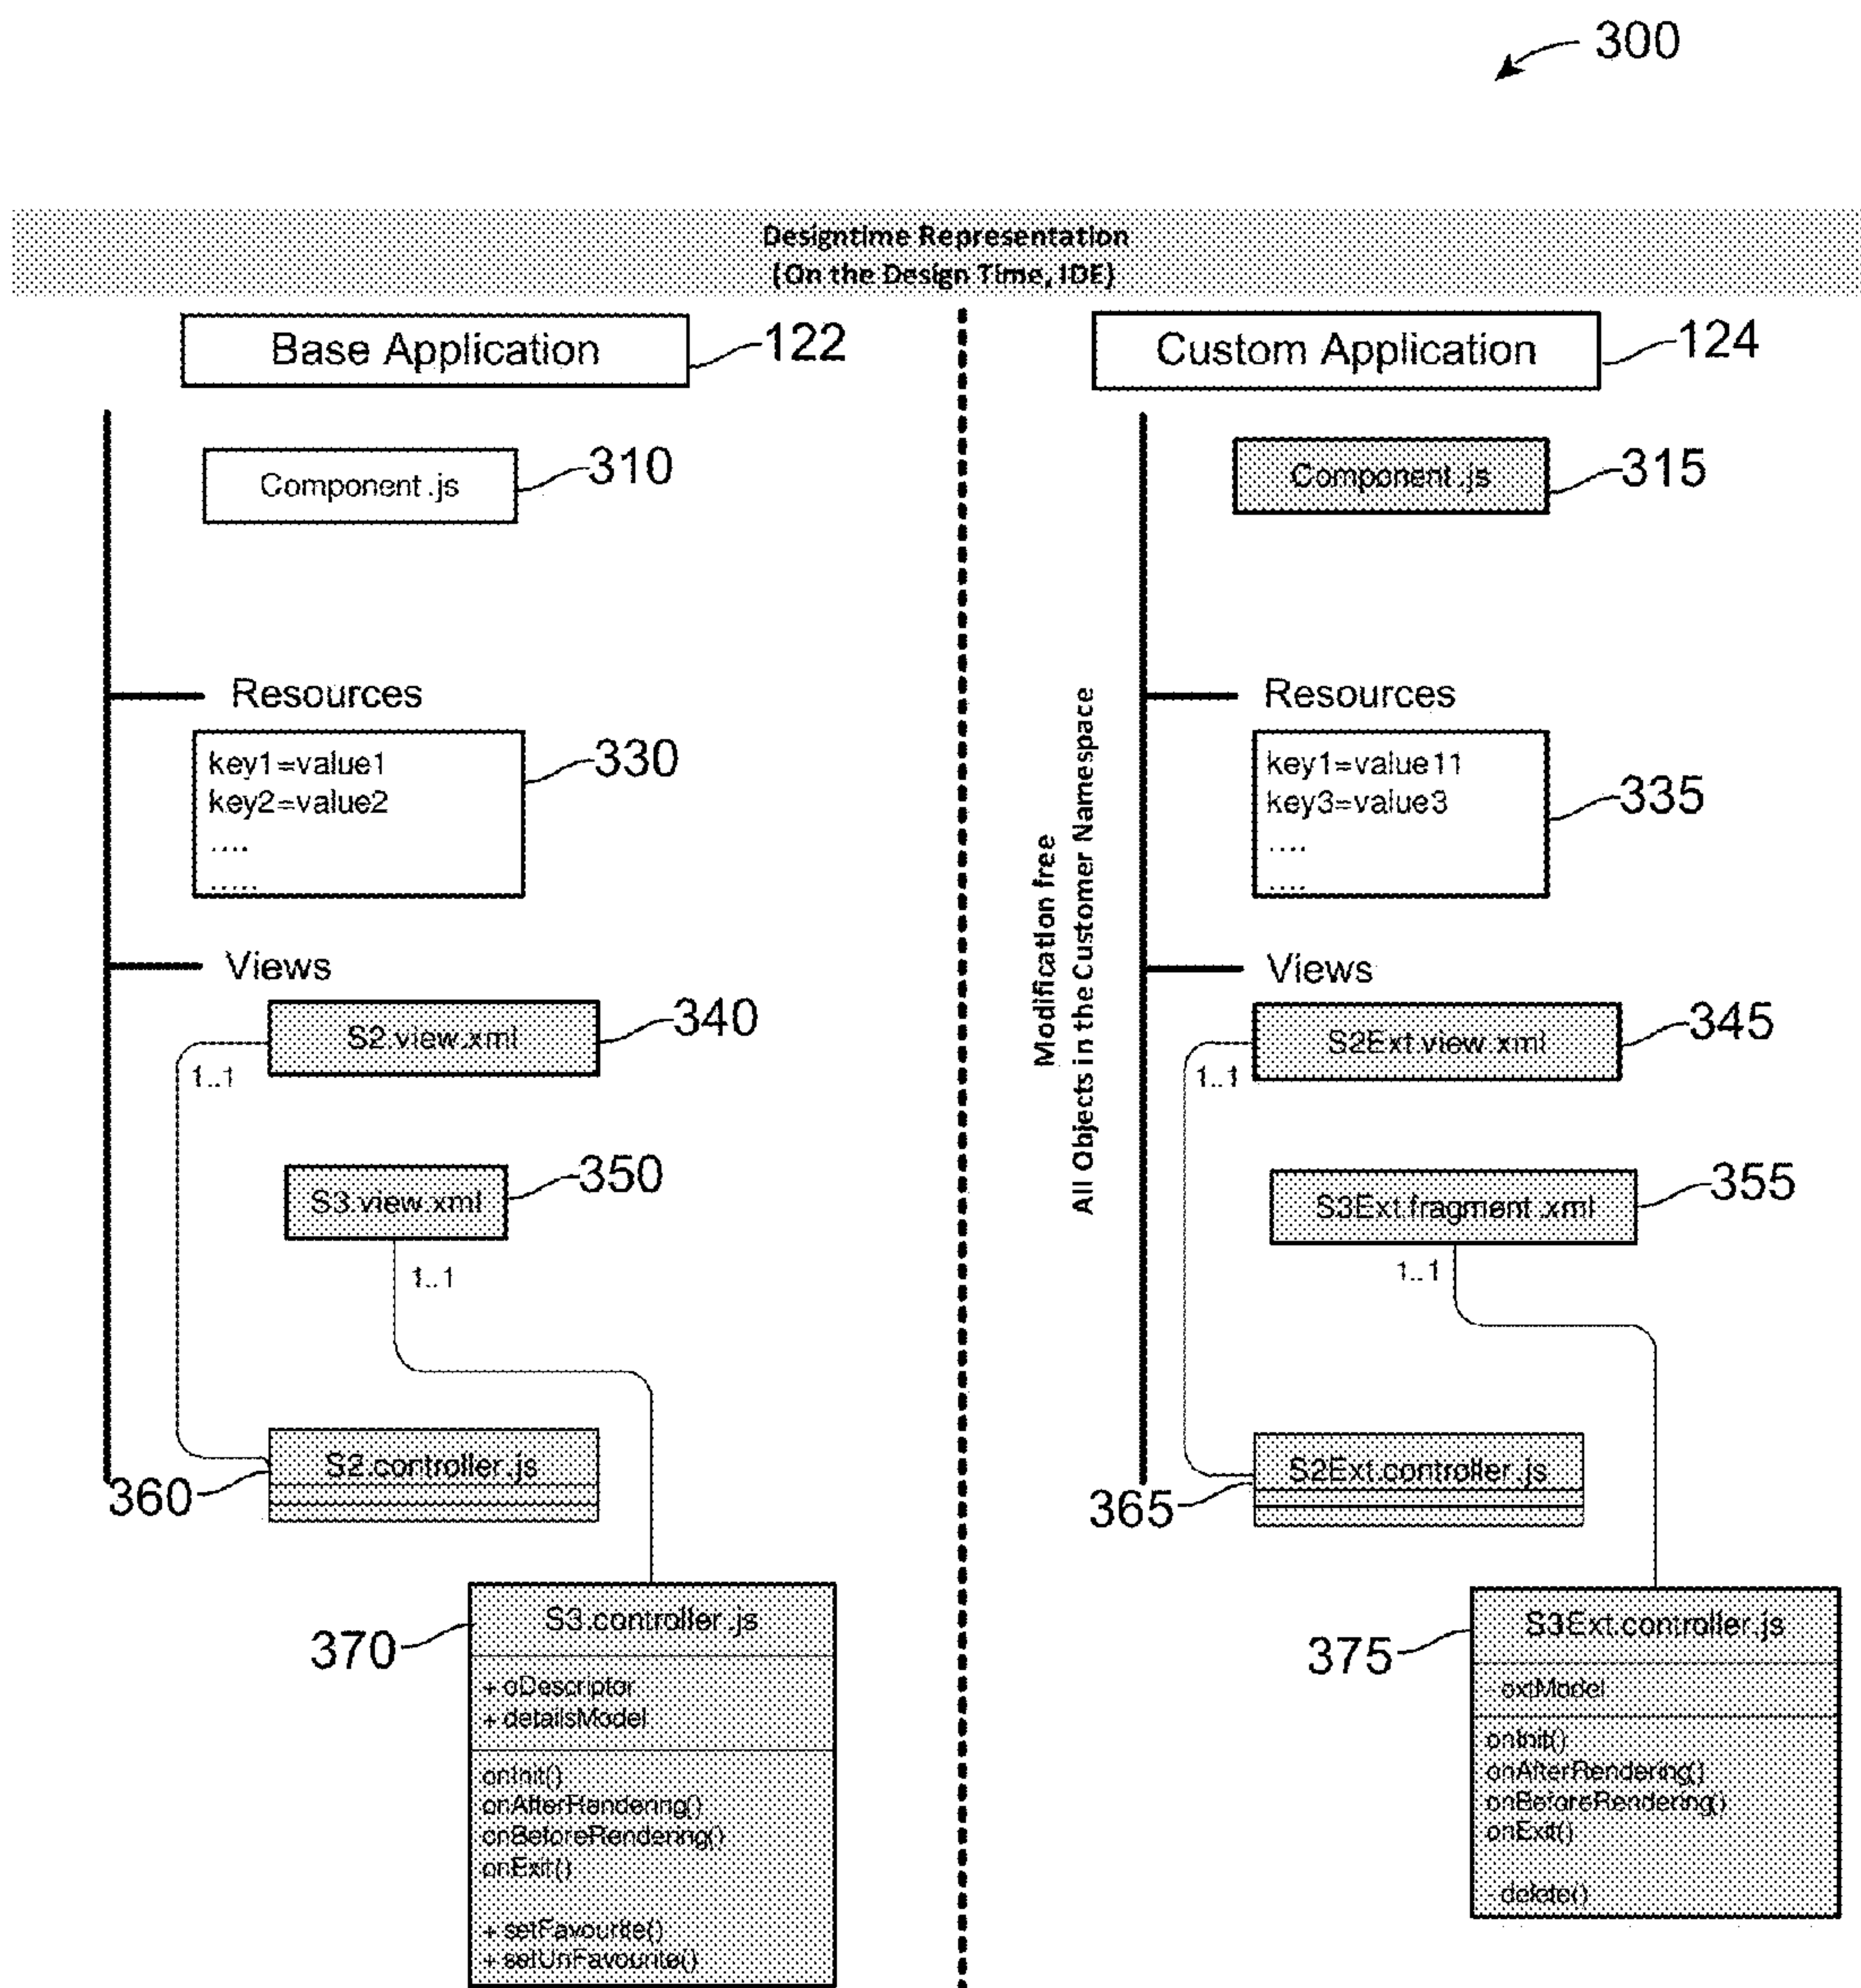 300
Designtime Representation
(On the Design Time, IDE)
Base Application
122
Component.js
310
Resources
key1=value1
key2=value2
....
.....
330
Views
S2.view.xml
340
1..1
S3.view.xml
350
1..1
S2.controller.js
360
S3.controller.js
370
+ oDescriptor
+ detailsModel
onInit()
onAfterRendering()
onBeforeRendering()
onExit()
+ setFavourite()
+ setUnFavourite()
Custom Application
124
Component.js
315
Modification free
All Objects in the Customer Namespace
Resources
key1=value11
key3=value3
....
....
335
Views
S2Ext.view.xml
345
1..1
S3Ext.fragment.xml
355
1..1
S2Ext.controller.js
365
S3Ext.controller.js
375
- extModel
onInit()
onAfterRendering()
onBeforeRendering()
onExit()
- delete()